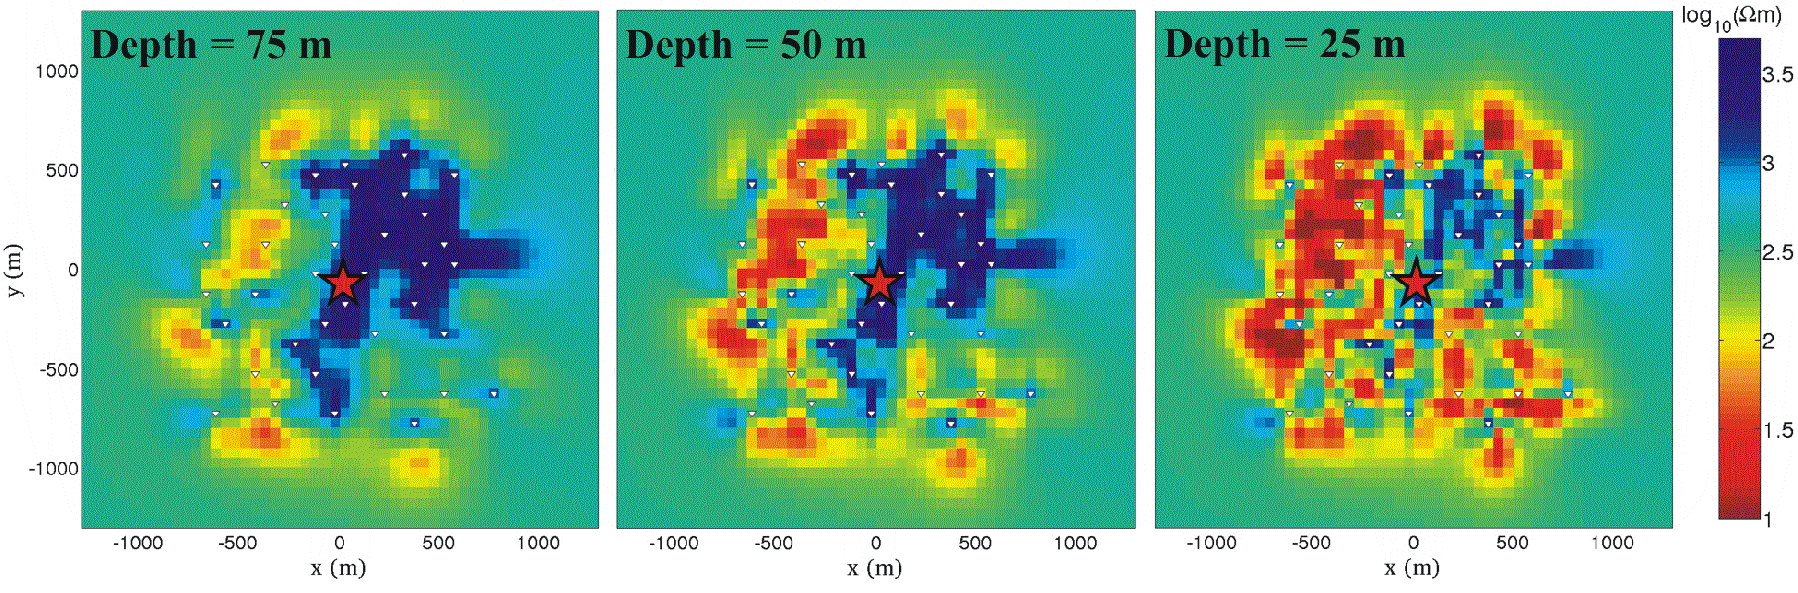 Depth = 75 m
Depth = 50 m
Depth = 25 m
log10(Ωm)
1000
500
0
-500
-1000
y (m)
-1000 -500 0 500 1000
x (m)
-1000 -500 0 500 1000
x (m)
-1000 -500 0 500 1000
x (m)
3.5
3
2.5
2
1.5
1